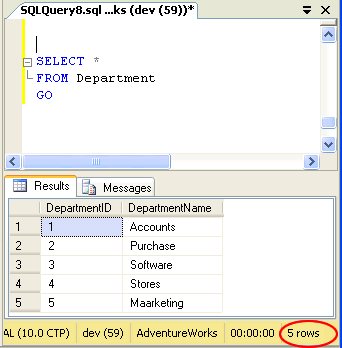 SQLQuery8.sql ...ks (dev (59))*
SELECT *
FROM Department
GO
Results Messages
DepartmentID DepartmentName
1 1 Accounts
2 2 Purchase
3 3 Software
4 4 Stores
5 5 Maarketing
AL (10.0 CTP) dev (59) AdventureWorks 00:00:00 5 rows